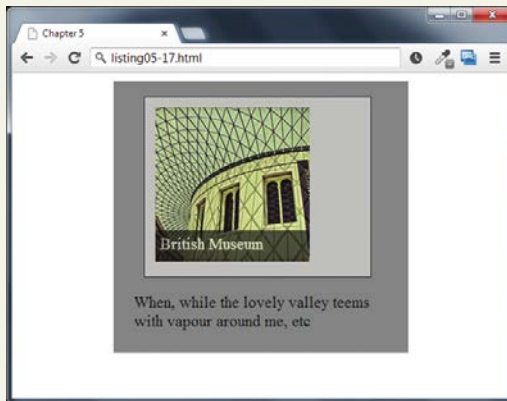 Chapter 5
listing05-17.html
British Museum
When, while the lovely valley teems
with vapour around me, etc